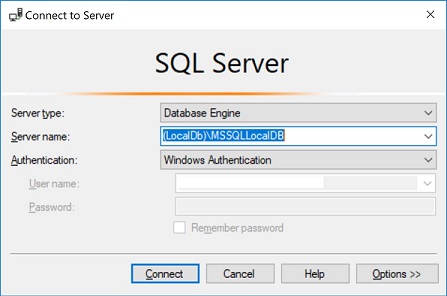 Connect to Server
SQL Server
Server type: Database Engine
Server name: (LocalDb)\MSSQLLocalDB
Authentication: Windows Authentication
User name:
Password:
Remember password
Connect Cancel Help Options >>